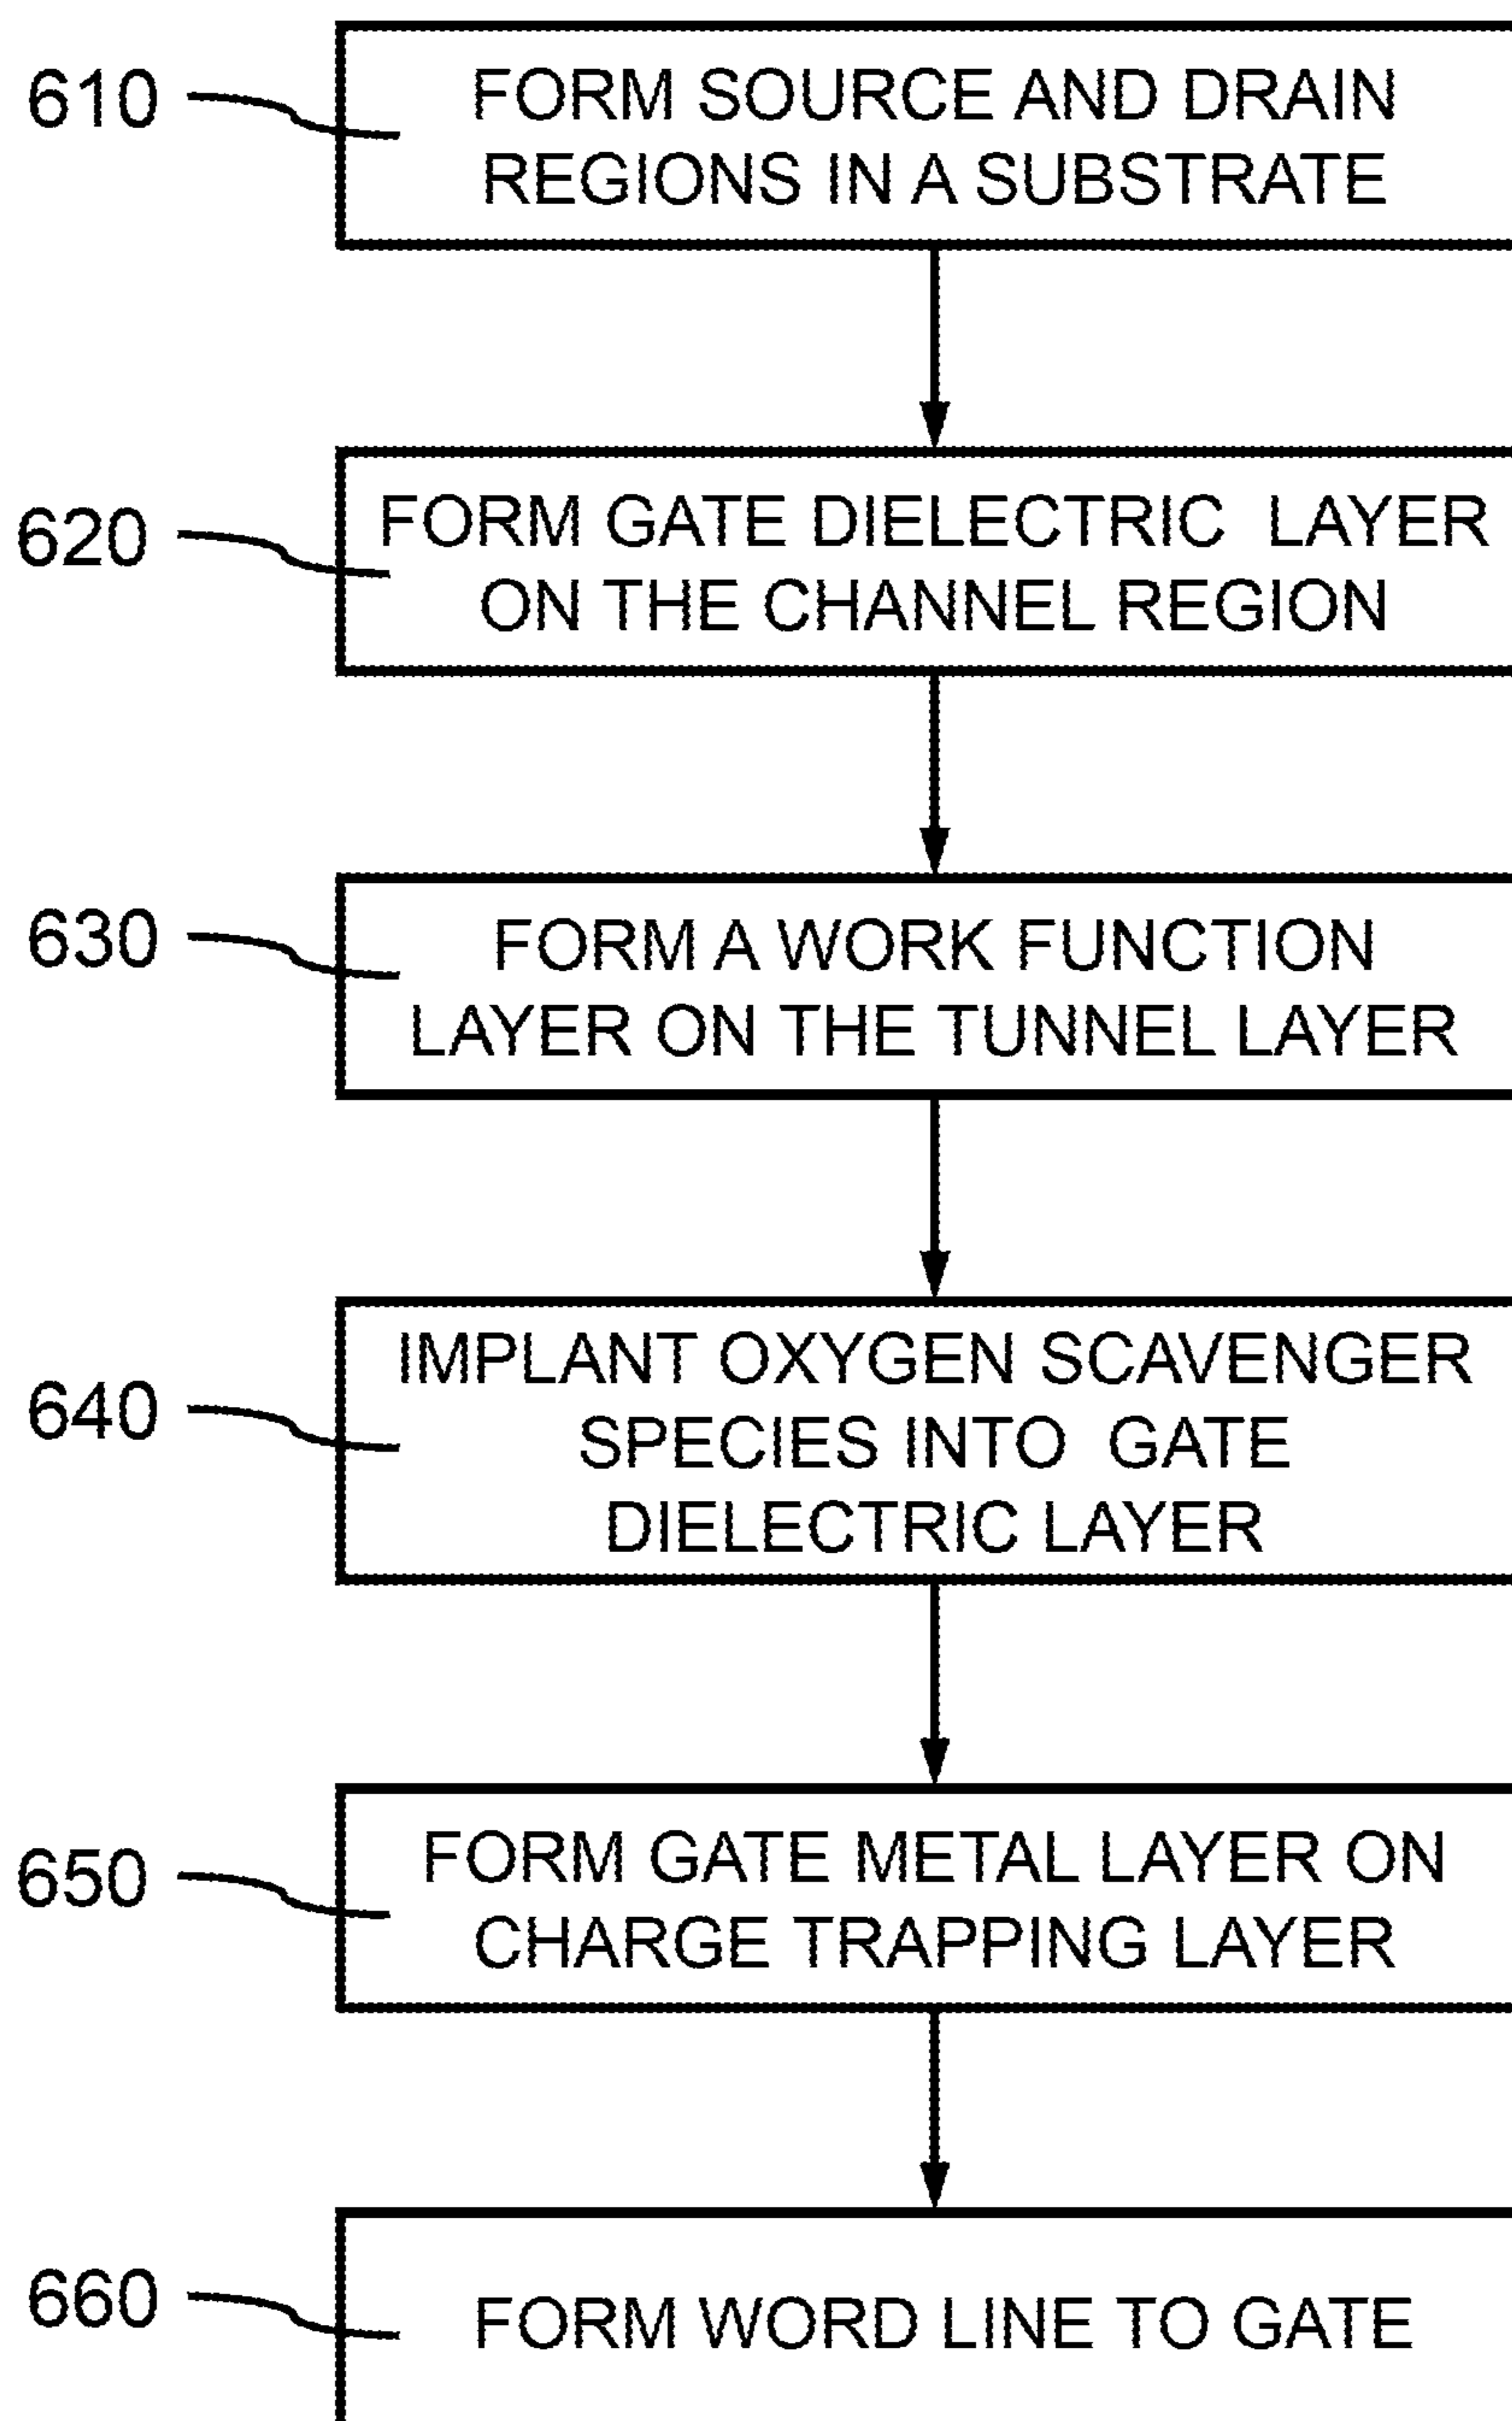 610
FORM SOURCE AND DRAIN
REGIONS IN A SUBSTRATE
620
FORM GATE DIELECTRIC LAYER
ON THE CHANNEL REGION
630
FORM A WORK FUNCTION
LAYER ON THE TUNNEL LAYER
640
IMPLANT OXYGEN SCAVENGER
SPECIES INTO GATE
DIELECTRIC LAYER
650
FORM GATE METAL LAYER ON
CHARGE TRAPPING LAYER
660
FORM WORD LINE TO GATE